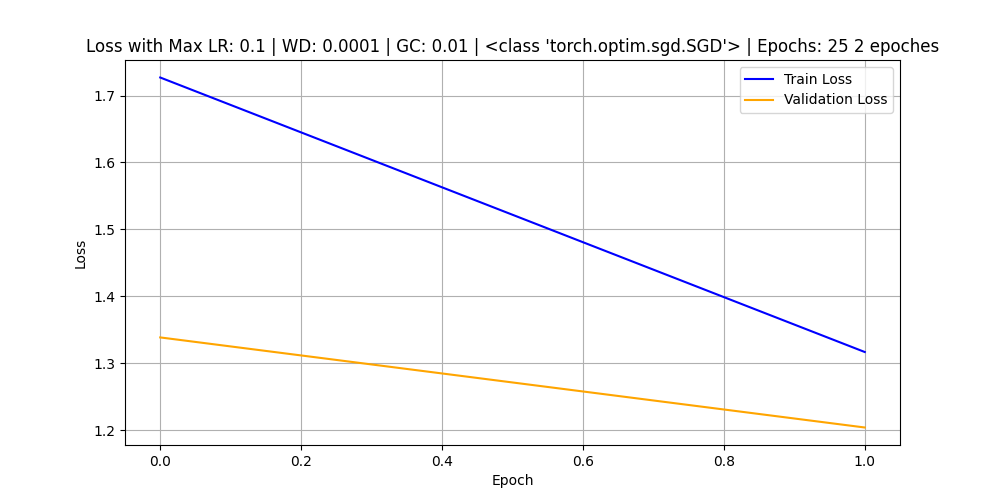 Loss with Max LR: 0.1 | WD: 0.0001 | GC: 0.01 | <class 'torch.optim.sgd.SGD'> | Epochs: 25 2 epoches
Train Loss
Validation Loss
1.7
1.6
1.5
1.4
1.3
1.2
Loss
0.0 0.2 0.4 0.6 0.8 1.0
Epoch